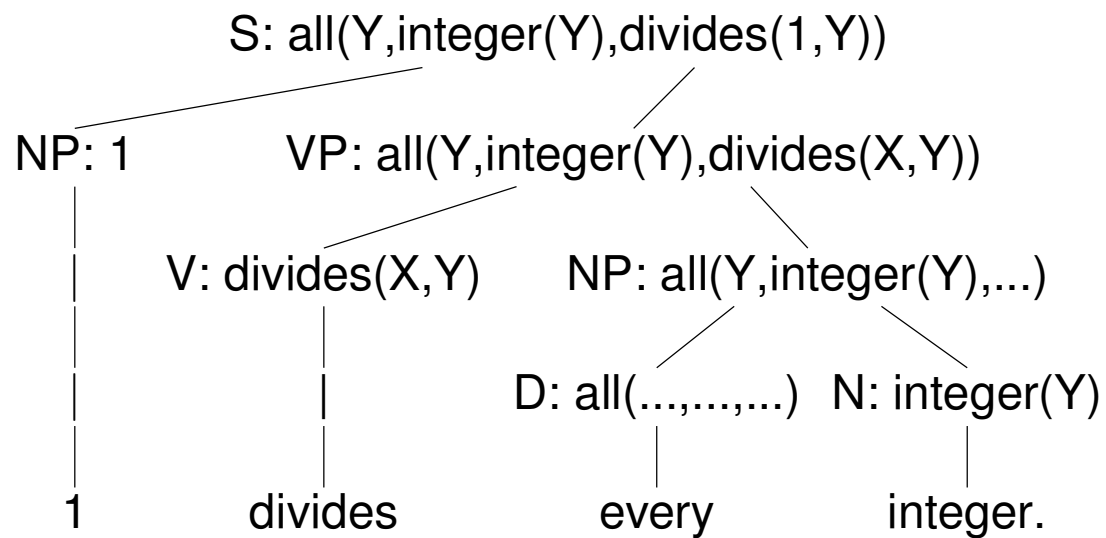 S: all(Y,integer(Y),divides(1,Y))
NP: 1 VP: all(Y,integer(Y),divides(X,Y))
V: divides(X,Y) NP: all(Y,integer(Y),...)
D: all(...,...,...) N: integer(Y)
1 divides every integer.